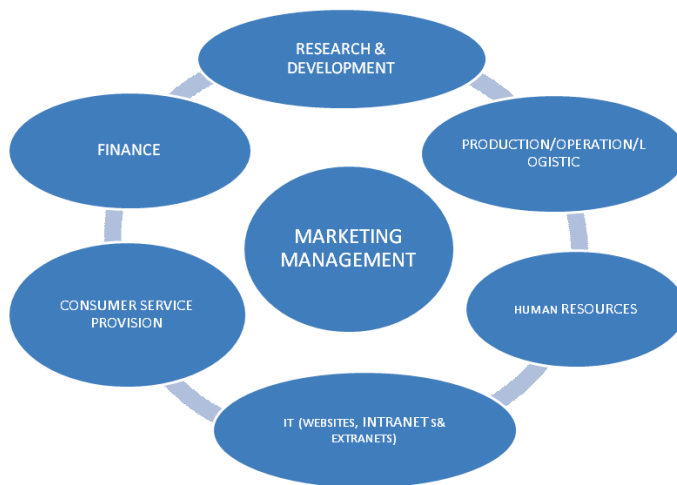 RESEARCH &
DEVELOPMENT
FINANCE
PRODUCTION/OPERATION/L
OGISTIC
MARKETING
MANAGEMENT
CONSUMER SERVICE
PROVISION
HUMAN RESOURCES
IT (WEBSITES, INTRANET S&
EXTRANETS)